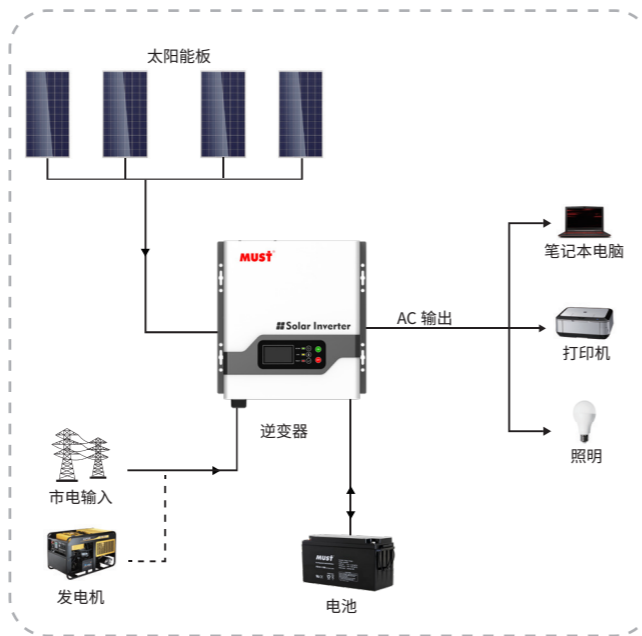 太阳能板
MUST
Solar Inverter
AC 输出
笔记本电脑
打印机
照明
逆变器
市电输入
发电机
MUST
电池